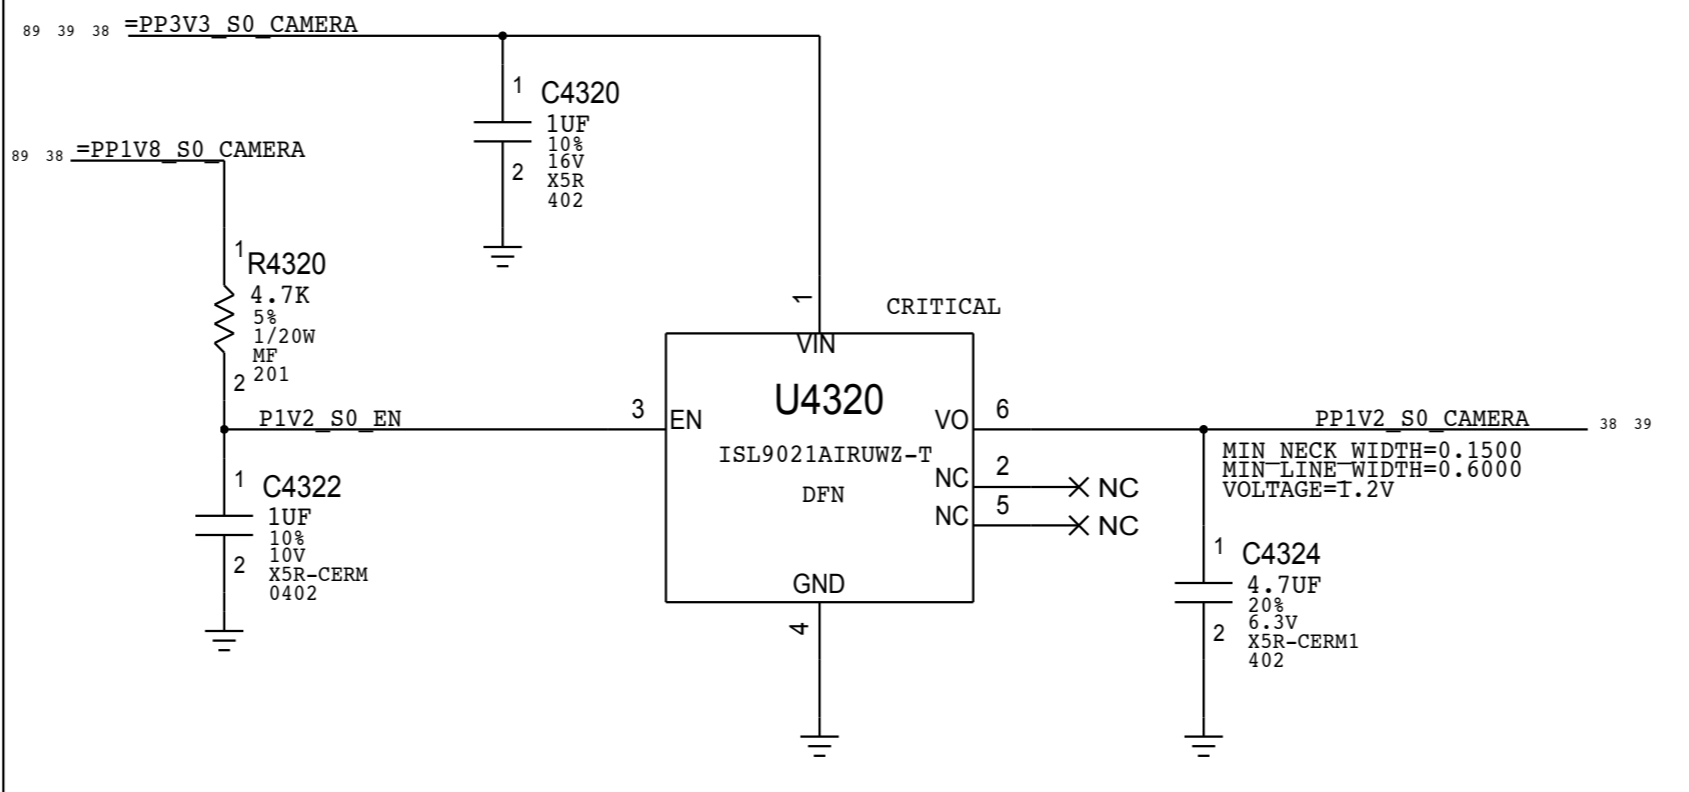 89 39 38 =PP3V3_S0_CAMERA
1 C4320
1UF
10%
16V
2 X5R
402
89 38 =PP1V8_S0_CAMERA
1 R4320
4.7K
5%
1/20W
MF
2 201
P1V2_S0_EN
1 C4322
1UF
10%
10V
2 X5R-CERM
0402
1
CRITICAL
VIN
U4320
3 EN
VO 6
ISL9021AIRUWZ-T
DFN
NC 2 NC
NC 5 NC
GND
4
PP1V2_S0_CAMERA 38 39
MIN_NECK_WIDTH=0.1500
MIN_LINE_WIDTH=0.6000
VOLTAGE=1.2V
1 C4324
4.7UF
20%
6.3V
2 X5R-CERM1
402